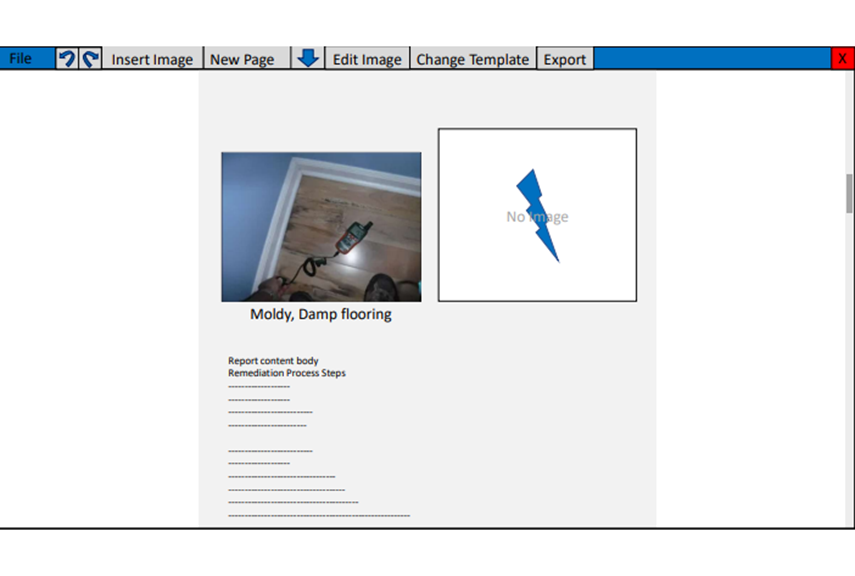 File Insert Image New Page Edit Image Change Template Export X
No Image
Moldy, Damp flooring
Report content body
Remediation Process Steps
--------------------
--------------------
---------------------------
-------------------------
---------------------------
--------------------
----------------------------------
-------------------------------------
------------------------------------------
----------------------------------------------------------